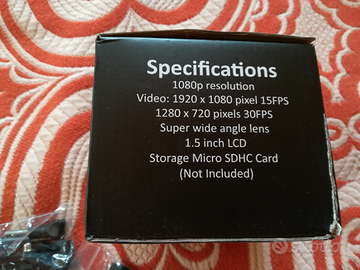 Specifications
1080p resolution
Video: 1920 x 1080 pixel 15FPS
1280 x 720 pixels 30FPS
Super wide angle lens
1.5 inch LCD
Storage Micro SDHC Card
(Not Included)
subito